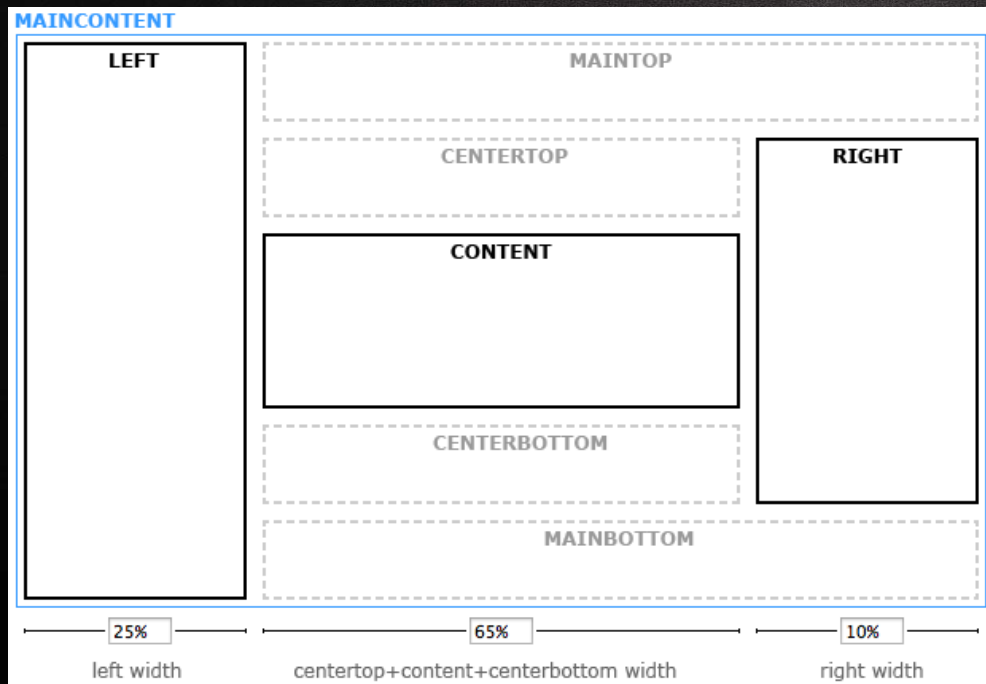 MAINCONTENT
LEFT
MAINTOP
CENTERTOP
RIGHT
CONTENT
CENTERBOTTOM
MAINBOTTOM
25%
65%
10%
left width
centertop+content+centerbottom width
right width